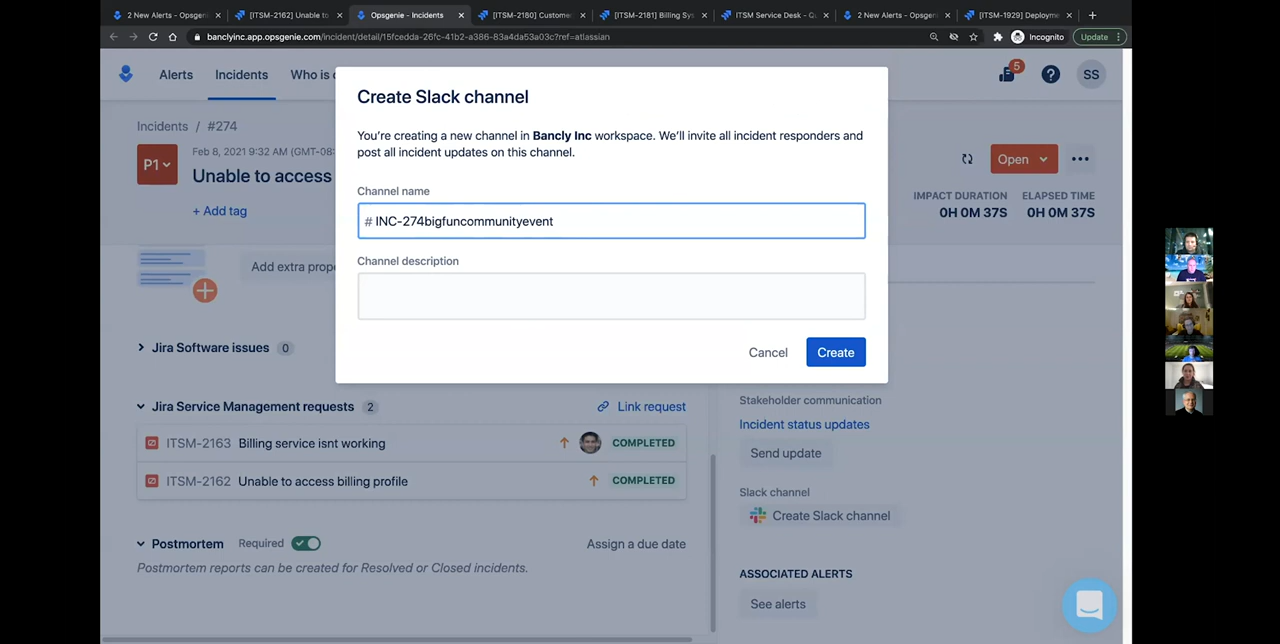 2 New Alerts - Opsgeni
[ITSM-2162] Unable to
Opsgenie - Incidents
[ITSM-2180] Custome
[ITSM-2181] Billing Sy
ITSM Service Desk - Q
2 New Alerts - Opsgen
[ITSM-1929] Deploym
banclyinc.app.opsgenie.com/incident/detail/15fcedda-26fc-41b2-a386-83a4da53a03c?ref=atlassian
Incognito
Update
Alerts
Incidents
Who is
5
SS
Incidents / #274
P1
Feb 8, 2021 9:32 AM (GMT-08:
Unable to access
+ Add tag
Open
IMPACT DURATION
ELAPSED TIME
0H 0M 37S
0H 0M 37S
Create Slack channel
You're creating a new channel in Bancly Inc workspace. We'll invite all incident responders and
post all incident updates on this channel.
Channel name
# INC-274bigfuncommunityevent
Channel description
Cancel
Create
Add extra prope
Jira Software issues 0
Jira Service Management requests 2
Link request
ITSM-2163 Billing service isnt working
COMPLETED
ITSM-2162 Unable to access billing profile
COMPLETED
Postmortem Required
Assign a due date
Postmortem reports can be created for Resolved or Closed incidents.
Stakeholder communication
Incident status updates
Send update
Slack channel
Create Slack channel
ASSOCIATED ALERTS
See alerts